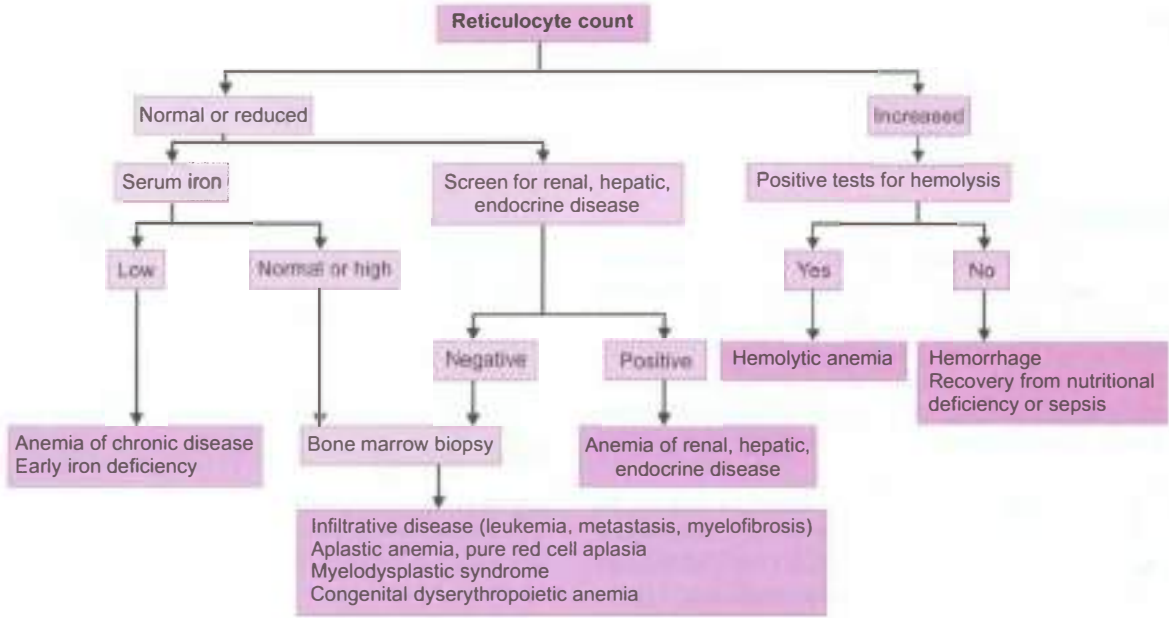 Reticulocyte count
Normal or reduced
Increased
Serum iron
Screen for renal, hepatic,
endocrine disease
Positive tests for hemolysis
Low
Normal or high
Yes
No
Negative
Positive
Hemolytic anemia
Hemorrhage
Recovery from nutritional
deficiency or sepsis
Anemia of chronic disease
Early iron deficiency
Bone marrow biopsy
Anemia of renal, hepatic,
endocrine disease
Infiltrative disease (leukemia, metastasis, myelofibrosis)
Aplastic anemia, pure red cell aplasia
Myelodysplastic syndrome
Congenital dyserythropoietic anemia